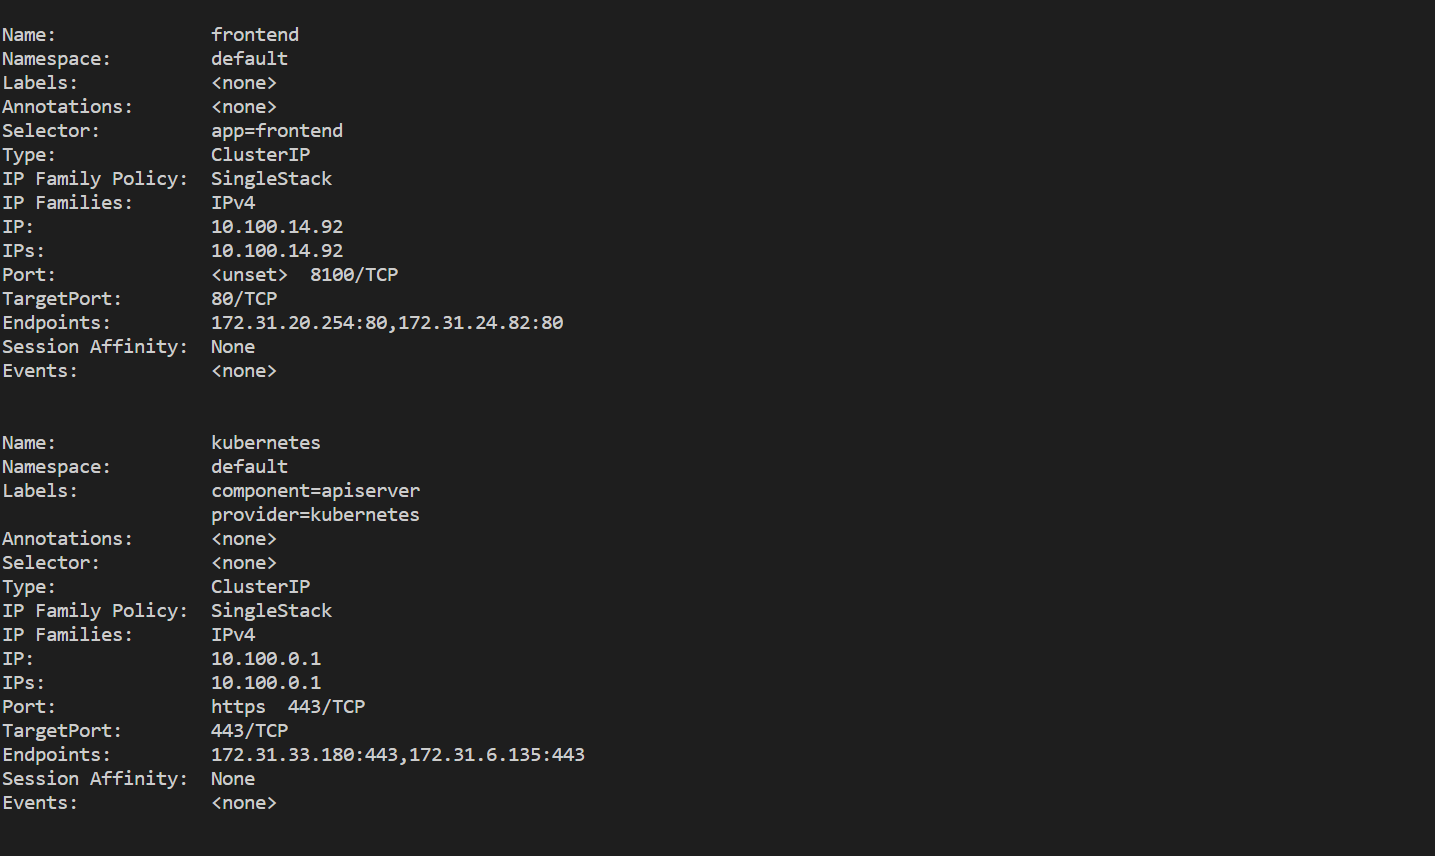 Name:              frontend
Namespace:         default
Labels:            <none>
Annotations:       <none>
Selector:          app=frontend
Type:              ClusterIP
IP Family Policy:  SingleStack
IP Families:       IPv4
IP:                10.100.14.92
IPs:               10.100.14.92
Port:              <unset>  8100/TCP
TargetPort:        80/TCP
Endpoints:         172.31.20.254:80,172.31.24.82:80
Session Affinity:  None
Events:            <none>
Name:              kubernetes
Namespace:         default
Labels:            component=apiserver
                   provider=kubernetes
Annotations:       <none>
Selector:          <none>
Type:              ClusterIP
IP Family Policy:  SingleStack
IP Families:       IPv4
IP:                10.100.0.1
IPs:               10.100.0.1
Port:              https  443/TCP
TargetPort:        443/TCP
Endpoints:         172.31.33.180:443,172.31.6.135:443
Session Affinity:  None
Events:            <none>